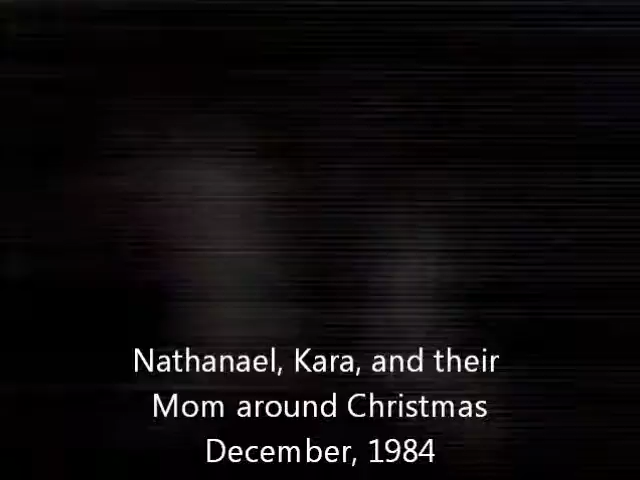 Nathanael, Kara, and their
Mom around Christmas
December, 1984